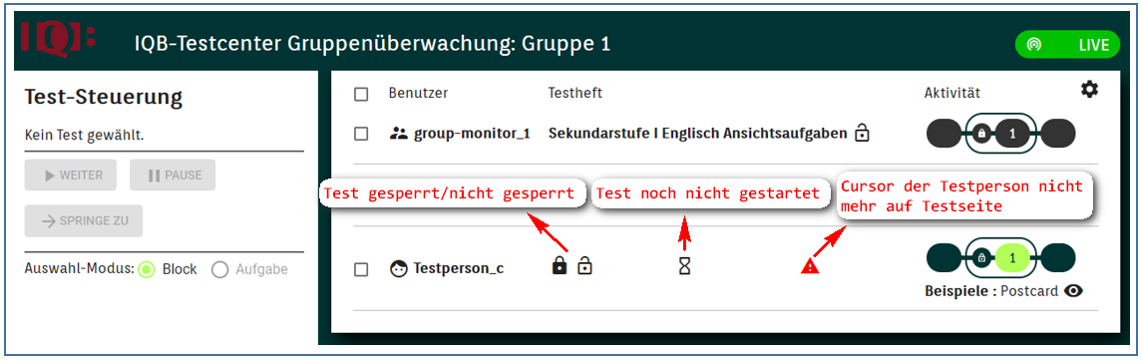 IQB
IQB-Testcenter Gruppenüberwachung: Gruppe 1
LIVE
Test-Steuerung
Kein Test gewählt.
WEITER
PAUSE
SPRINGE ZU
Auswahl-Modus: Block Aufgabe
Benutzer Testheft Aktivität
group-monitor_1 Sekundarstufe I Englisch Ansichtsaufgaben 1
Test gesperrt/nicht gesperrt
Test noch nicht gestartet
Cursor der Testperson nicht
mehr auf Testseite
Testperson_c 1
Beispiele : Postcard